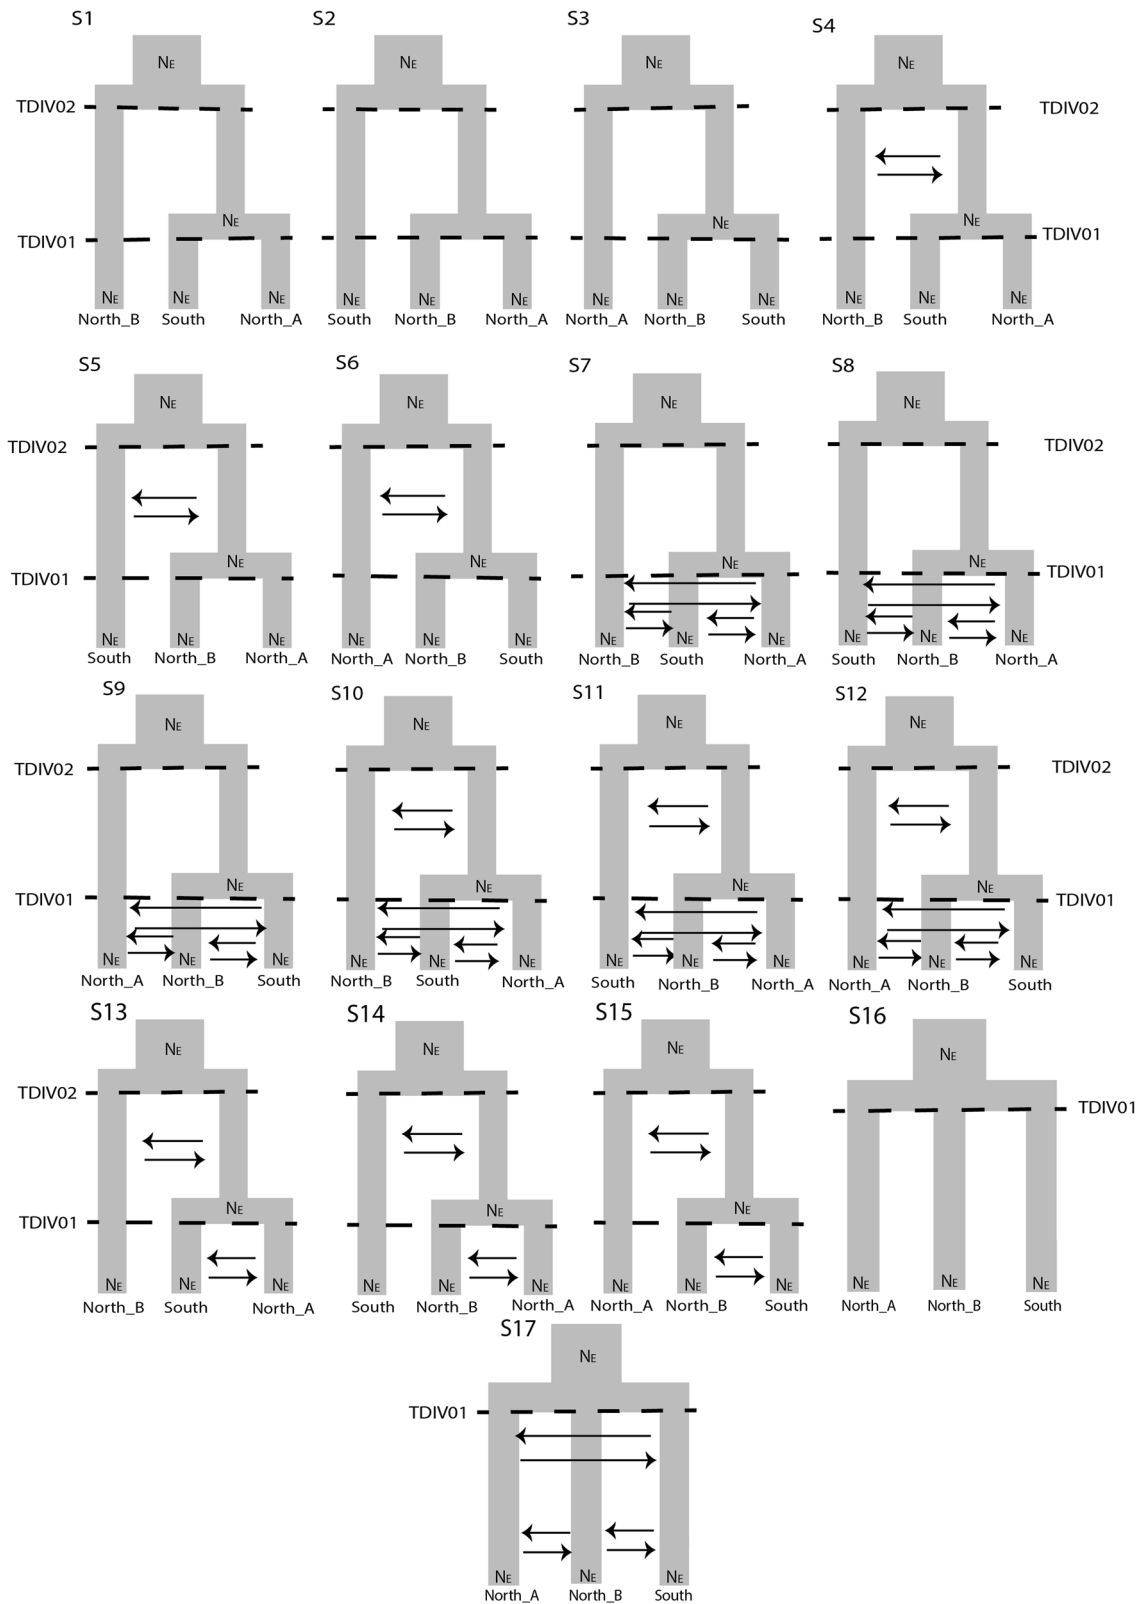 S1 S2 S3 S4
NE NE NE NE
TDIV02 TDIV02
NE NE NE
TDIV01 TDIV01
NE NE NE NE NE NE NE NE NE NE NE NE
North_B South North_A South North_B North_A North_A North_B South North_B South North_A
S5 S6 S7 S8
NE NE NE NE
TDIV02 TDIV02
NE NE NE
TDIV01 TDIV01
NE NE NE NE NE NE NE NE NE NE NE NE
South North_B North_A North_A North_B South North_B South North_A South North_B North_A
S9 S10 S11 S12
NE NE NE NE
TDIV02 TDIV02
NE NE NE NE
TDIV01 TDIV01
NE NE NE NE NE NE NE NE NE NE NE NE
North_A North_B South North_B South North_A South North_B North_A North_A North_B South
S13 S14 S15 S16
NE NE NE NE
TDIV02
TDIV01
NE NE NE
TDIV01
NE NE NE NE NE NE NE NE NE NE NE NE
North_B South North_A South North_B North_A North_A North_B South North_A North_B South
S17
NE
TDIV01
NE NE NE
North_A North_B South